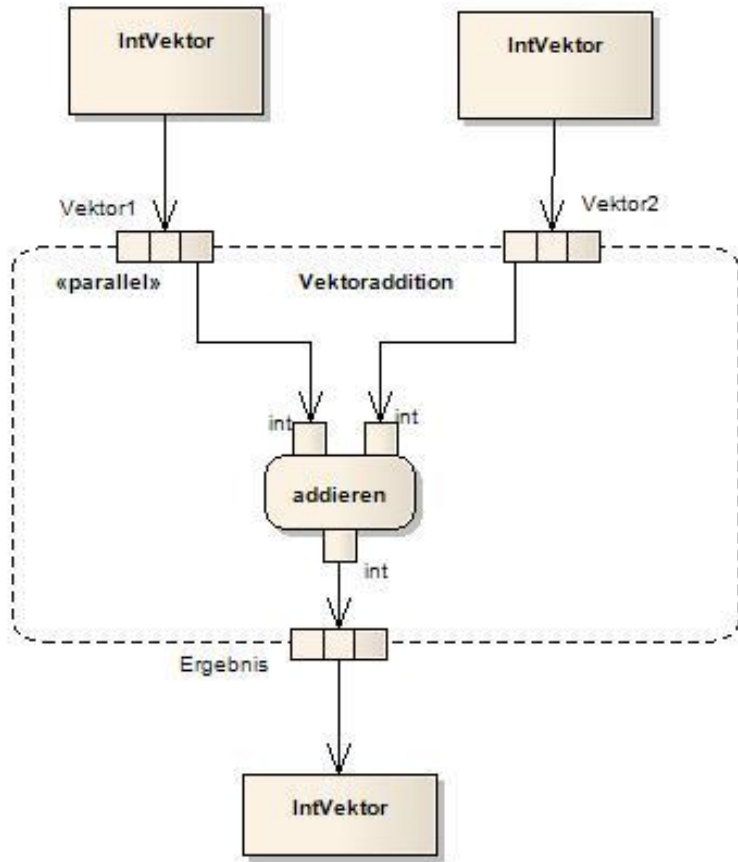 IntVektor
IntVektor
Vektor1
Vektor2
«parallel»
Vektoraddition
int
int
addieren
int
Ergebnis
IntVektor